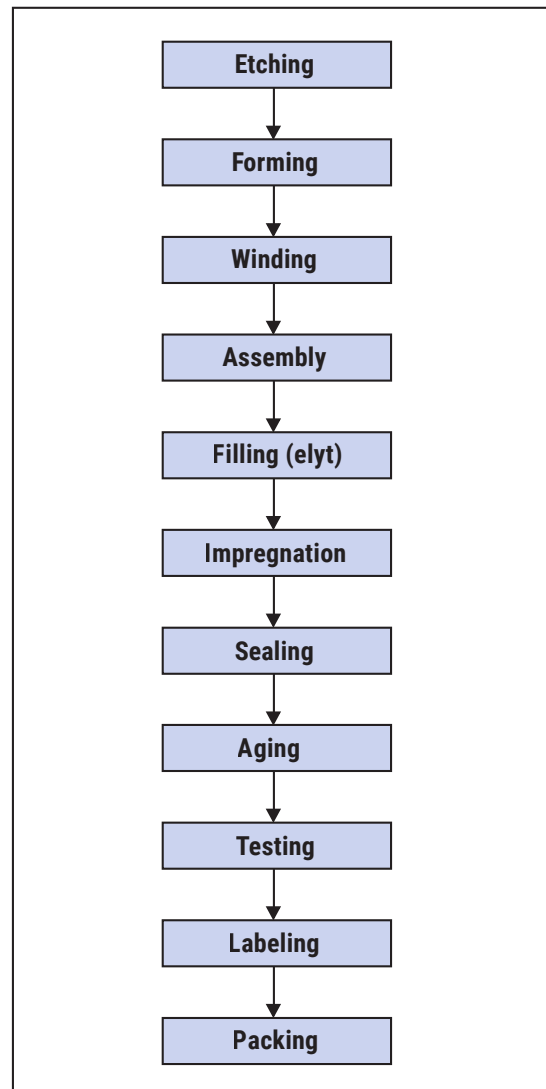 Etching
Forming
Winding
Assembly
Filling (elyt)
Impregnation
Sealing
Aging
Testing
Labeling
Packing